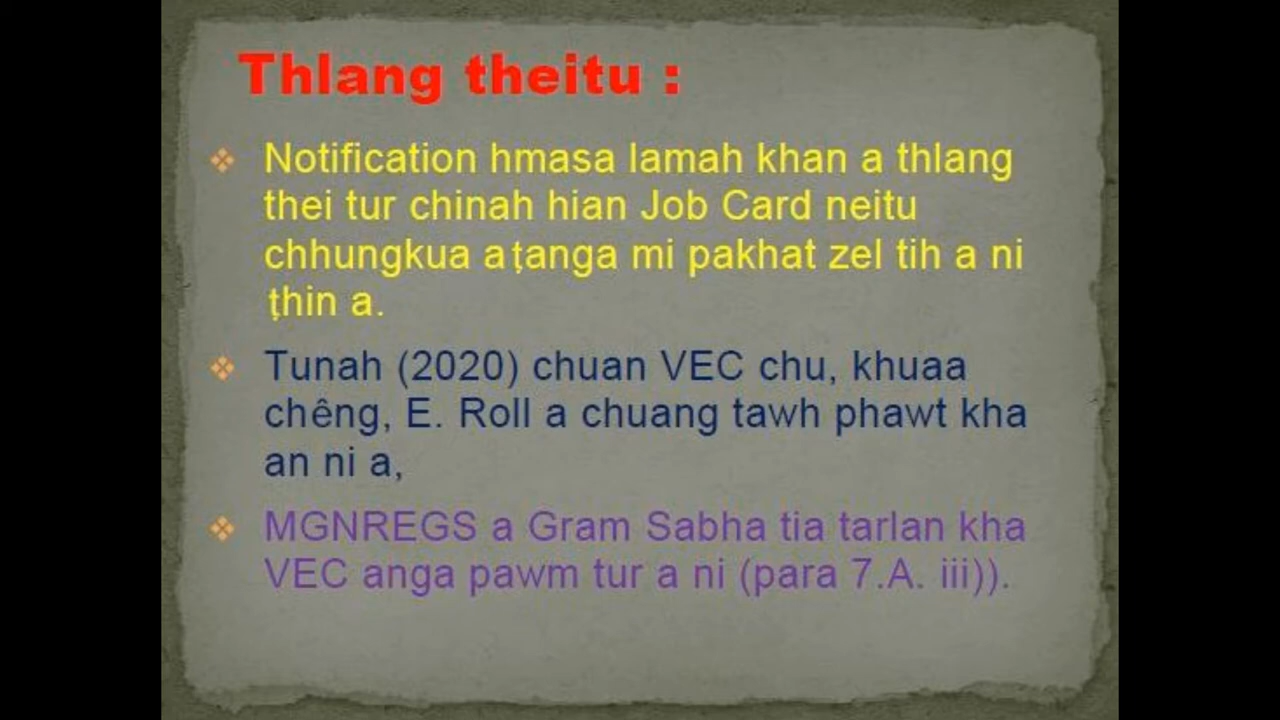 Thlang theitu :
Notification hmasa lamah khan a thlang
thei tur chinah hian Job Card neitu
chhungkua aṭanga mi pakhat zel tih a ni
ṭhin a.
Tunah (2020) chuan VEC chu, khuaa
chêng, E. Roll a chuang tawh phawt kha
an ni a,
MGNREGS a Gram Sabha tia tarlan kha
VEC anga pawm tur a ni (para 7.A. iii)).